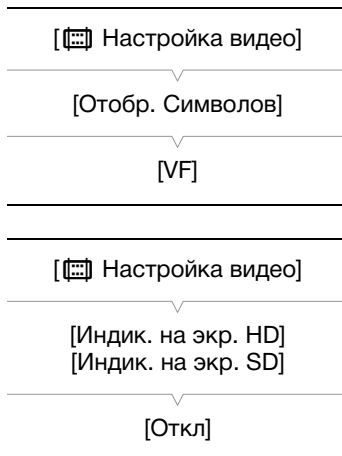 [ Настройка видео]
[Отобр. Символов]
[VF]
[ Настройка видео]
[Индик. на экр. HD]
[Индик. на экр. SD]
[Откл]